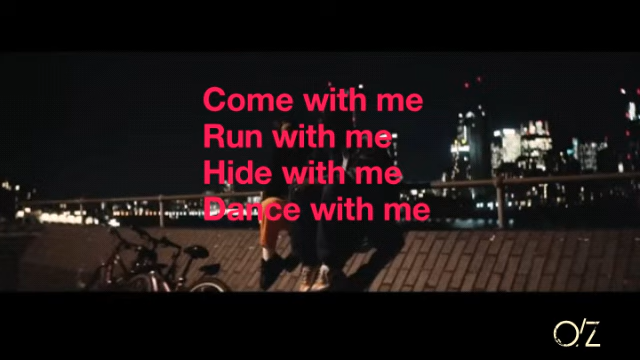 Come with me
Run with me
Hide with me
Dance with me
O'Z